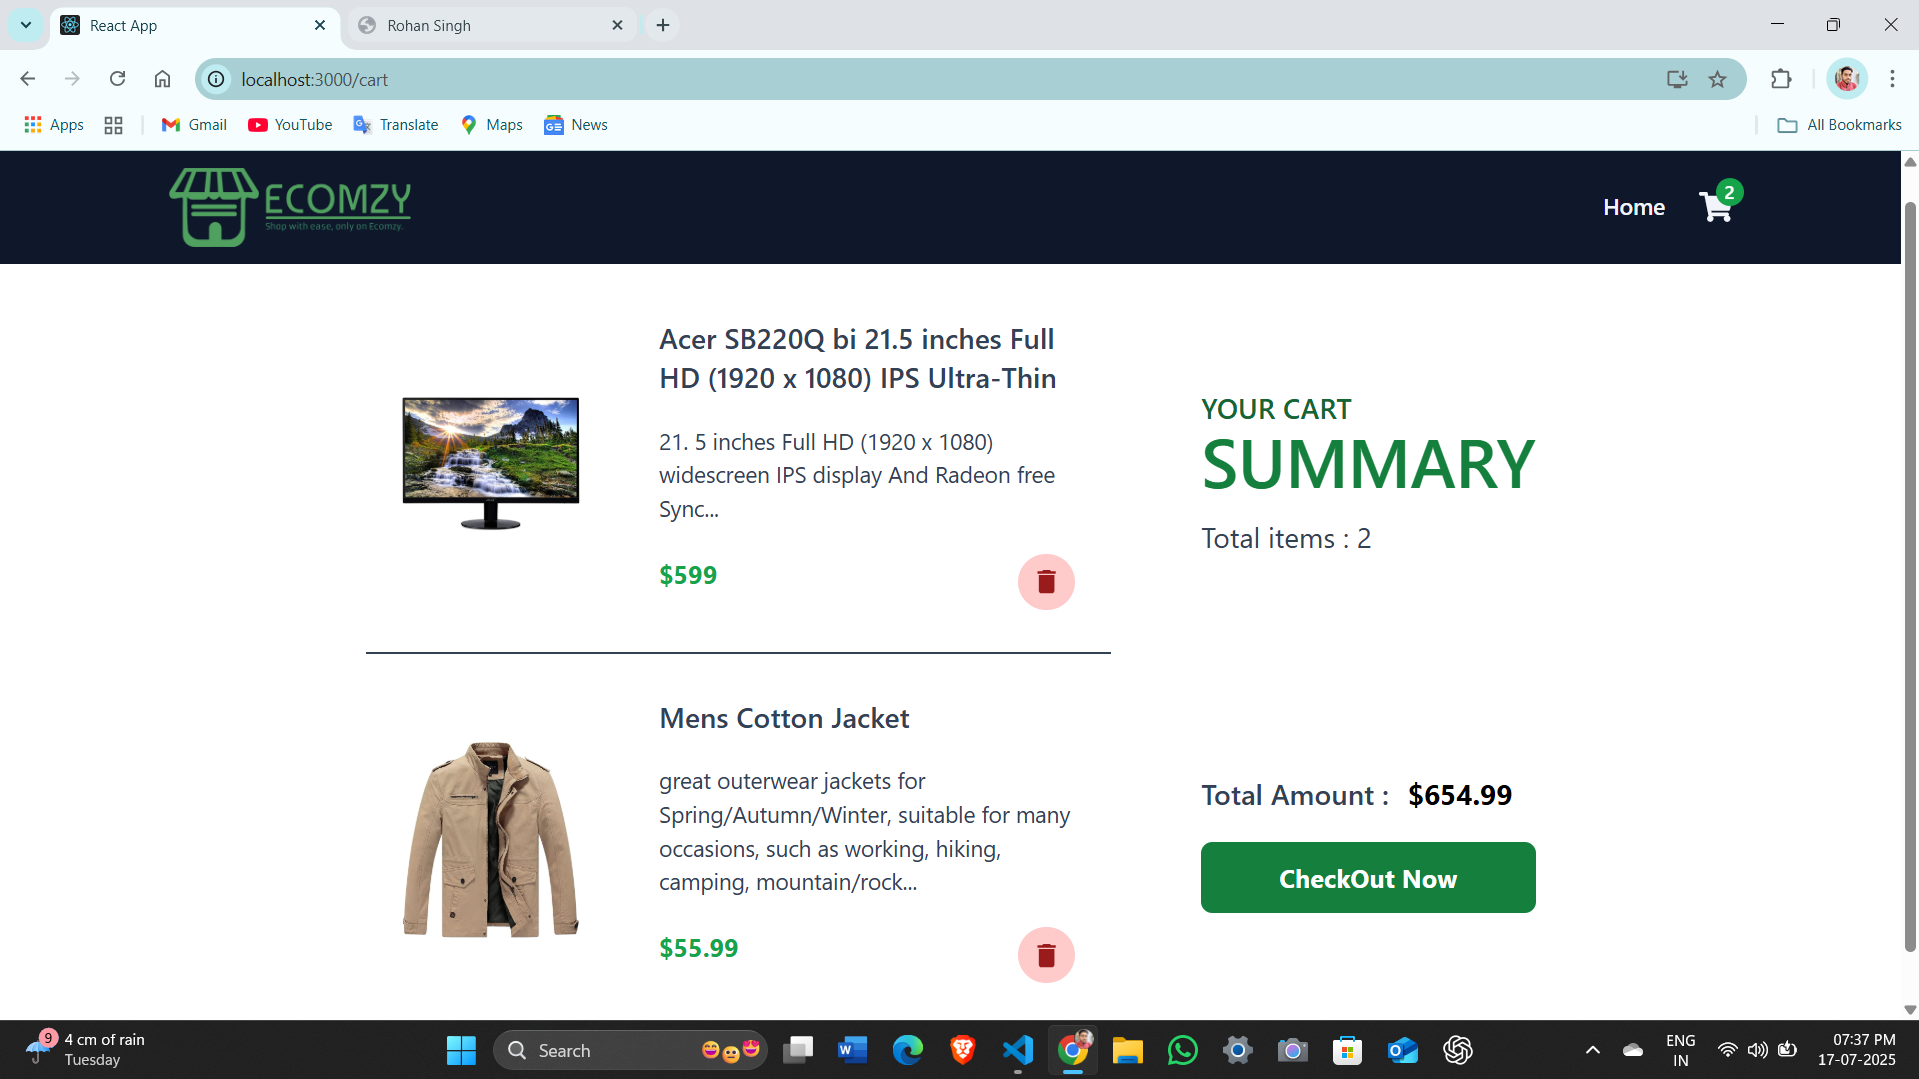 React App
Rohan Singh
localhost:3000/cart
Apps
Gmail
YouTube
Translate
Maps
News
All Bookmarks
ECOMZY
Shop with ease, only on Ecomzy.
Home
2
Acer SB220Q bi 21.5 inches Full
HD (1920 x 1080) IPS Ultra-Thin
21. 5 inches Full HD (1920 x 1080)
widescreen IPS display And Radeon free
Sync...
$599
YOUR CART
SUMMARY
Total items : 2
Mens Cotton Jacket
great outerwear jackets for
Spring/Autumn/Winter, suitable for many
occasions, such as working, hiking,
camping, mountain/rock...
$55.99
Total Amount : $654.99
CheckOut Now
9
4 cm of rain
Tuesday
Search
ENG
IN
07:37 PM
17-07-2025